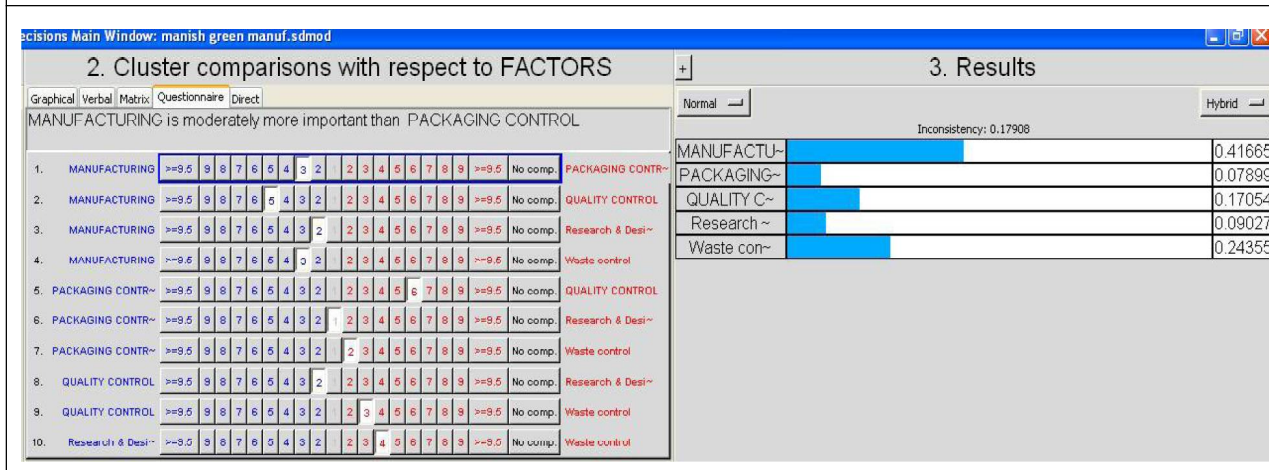 ecisions Main Window: manish green manuf.sdmod
2. Cluster comparisons with respect to FACTORS
Graphical Verbal Matrix Questionnaire Direct
MANUFACTURING is moderately more important than PACKAGING CONTROL
1. MANUFACTURING >=9.5 9 8 7 6 5 4 3 2 1 2 3 4 5 6 7 8 9 >=9.5 No comp. PACKAGING CONTR~
2. MANUFACTURING >=9.5 9 8 7 6 5 4 3 2 1 2 3 4 5 6 7 8 9 >=9.5 No comp. QUALITY CONTROL
3. MANUFACTURING >=9.5 9 8 7 6 5 4 3 2 1 2 3 4 5 6 7 8 9 >=9.5 No comp. Research & Desi~
4. MANUFACTURING >=9.5 9 8 7 6 5 4 3 2 1 2 3 4 5 6 7 8 9 >=9.5 No comp. Waste control
5. PACKAGING CONTR~ >=9.5 9 8 7 6 5 4 3 2 1 2 3 4 5 6 7 8 9 >=9.5 No comp. QUALITY CONTROL
6. PACKAGING CONTR~ >=9.5 9 8 7 6 5 4 3 2 1 2 3 4 5 6 7 8 9 >=9.5 No comp. Research & Desi~
7. PACKAGING CONTR~ >=9.5 9 8 7 6 5 4 3 2 1 2 3 4 5 6 7 8 9 >=9.5 No comp. Waste control
8. QUALITY CONTROL >=9.5 9 8 7 6 5 4 3 2 1 2 3 4 5 6 7 8 9 >=9.5 No comp. Research & Desi~
9. QUALITY CONTROL >=9.5 9 8 7 6 5 4 3 2 1 2 3 4 5 6 7 8 9 >=9.5 No comp. Waste control
10. Research & Desi~ >=9.5 9 8 7 6 5 4 3 2 1 2 3 4 5 6 7 8 9 >=9.5 No comp. Waste control
+ 3. Results
Normal Hybrid
Inconsistency: 0.17908
MANUFACTU~ 0.41665
PACKAGING~ 0.07899
QUALITY C~ 0.17054
Research ~ 0.09027
Waste con~ 0.24355